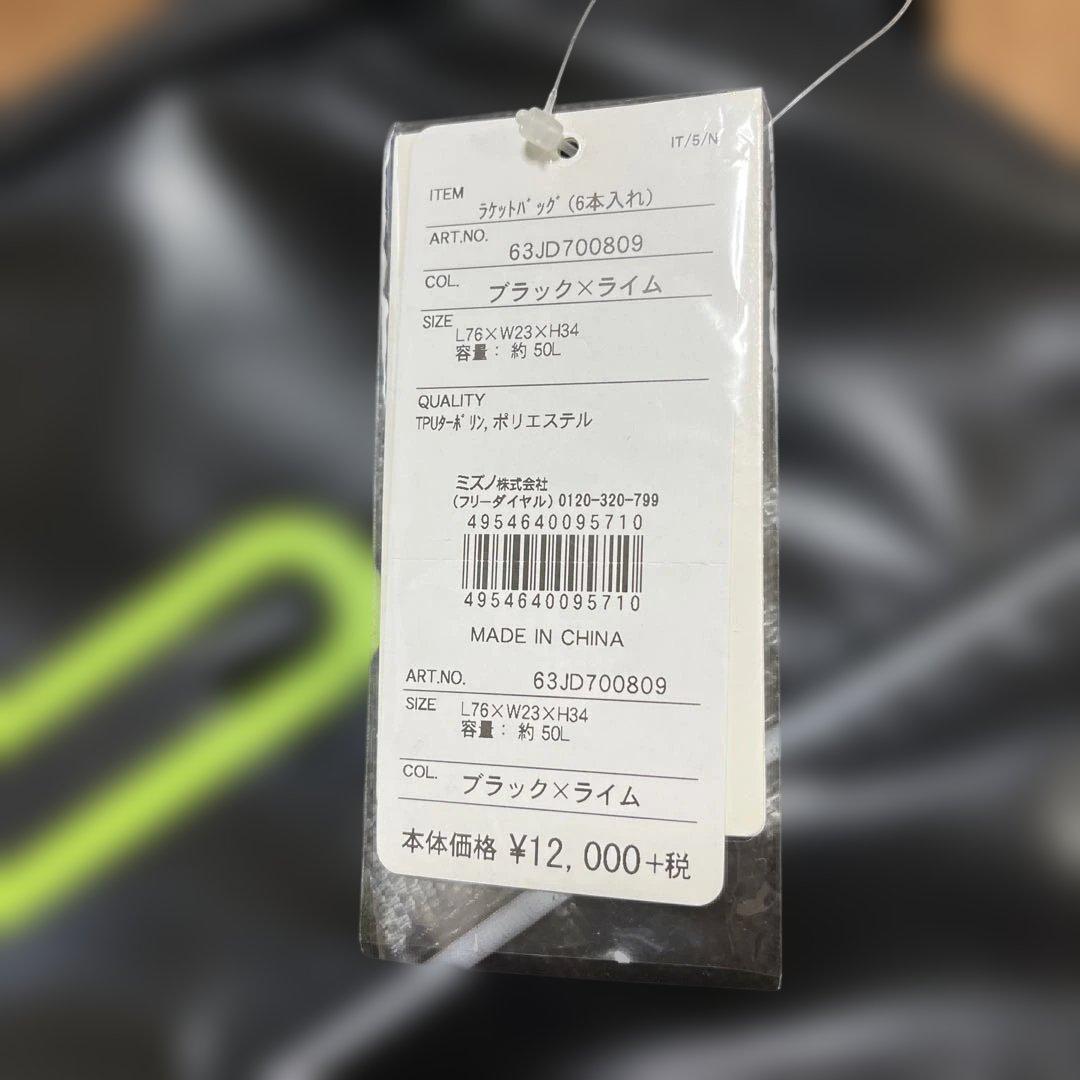 IT/5/N
ITEM ﾗｹｯﾄﾊﾞｯｸﾞ(6本入れ)
ART.NO. 63JD700809
COL. ブラック×ライム
SIZE L76×W23×H34
容量： 約 50L
QUALITY
TPUﾀｰﾎﾟﾘﾝ, ポリエステル
ミズノ株式会社
(フリーダイヤル) 0120-320-799
4954640095710
4954640095710
MADE IN CHINA
ART.NO. 63JD700809
SIZE L76×W23×H34
容量： 約 50L
COL. ブラック×ライム
本体価格 ¥12,000+税